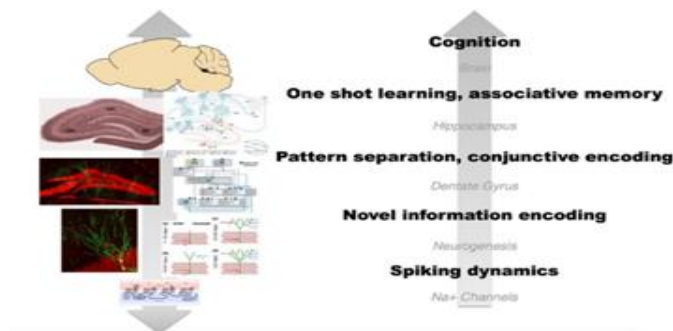 Cognition
Brain
One shot learning, associative memory
Hippocampus
Pattern separation, conjunctive encoding
Dentate Gyrus
Novel information encoding
Neurogenesis
Spiking dynamics
Na+ Channels